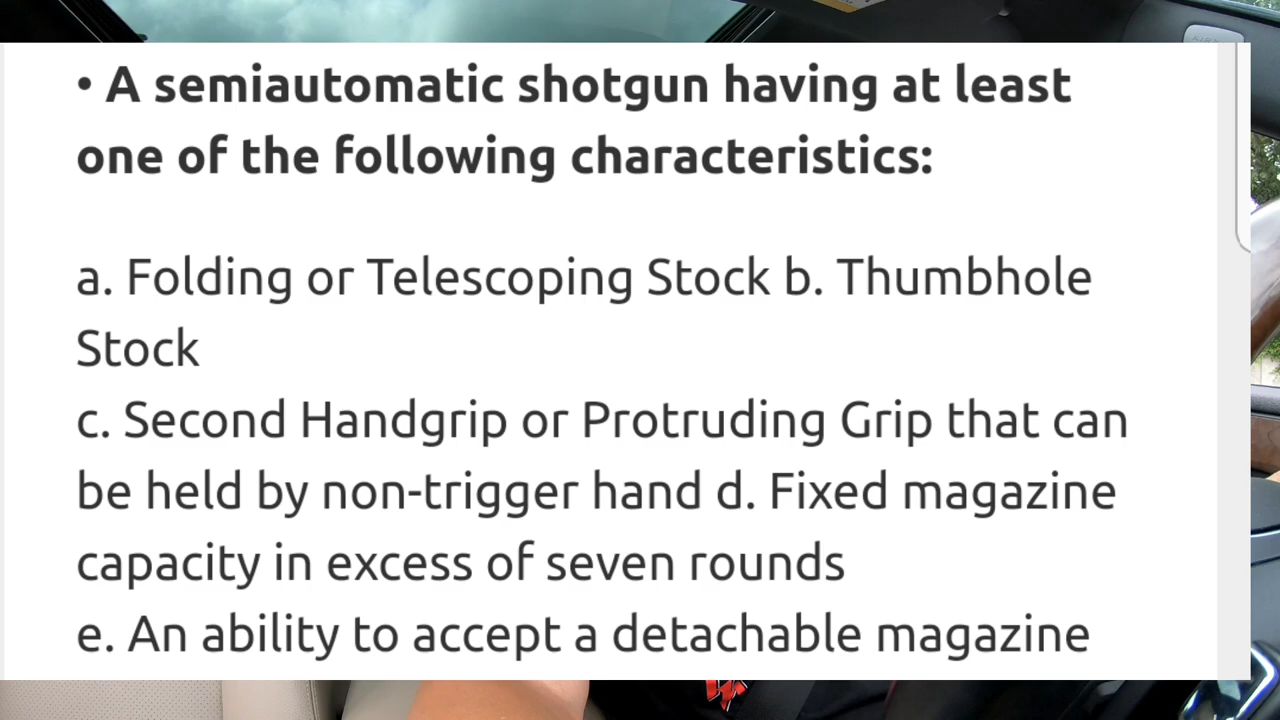 • A semiautomatic shotgun having at least
one of the following characteristics:
a. Folding or Telescoping Stock b. Thumbhole
Stock
c. Second Handgrip or Protruding Grip that can
be held by non-trigger hand d. Fixed magazine
capacity in excess of seven rounds
e. An ability to accept a detachable magazine